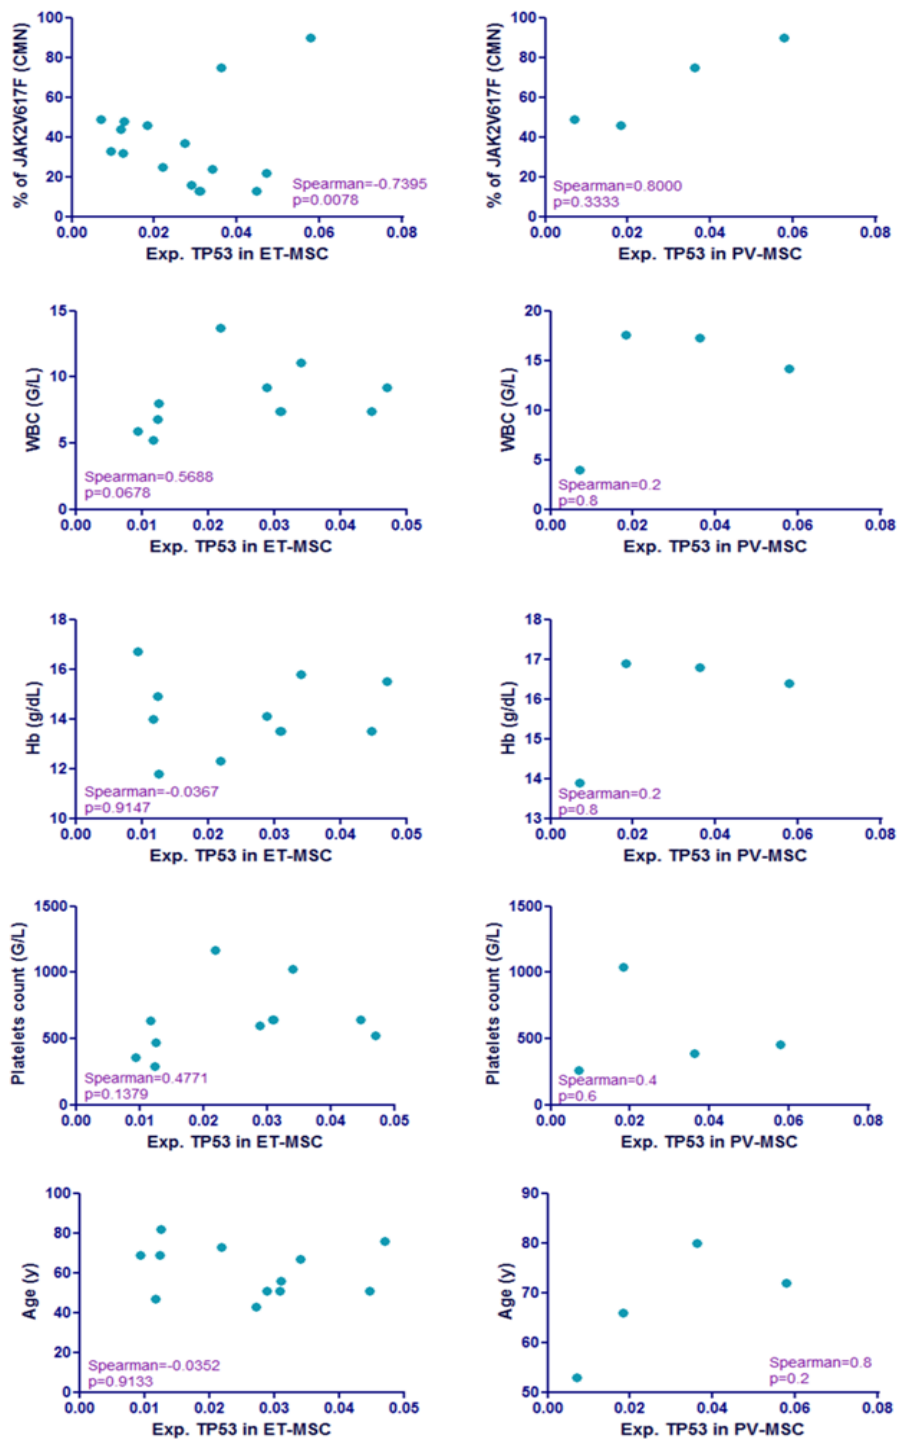 % of JAK2V617F (CMN)
100
80
60
40
20
0
Spearman=-0.7395
p=0.0078
0.00 0.02 0.04 0.06 0.08
Exp. TP53 in ET-MSC
% of JAK2V617F (CMN)
100
80
60
40
20
0
Spearman=0.8000
p=0.3333
0.00 0.02 0.04 0.06 0.08
Exp. TP53 in PV-MSC
WBC (G/L)
15
10
5
0
Spearman=0.5688
p=0.0678
0.00 0.01 0.02 0.03 0.04 0.05
Exp. TP53 in ET-MSC
WBC (G/L)
20
15
10
5
0
Spearman=0.2
p=0.8
0.00 0.02 0.04 0.06 0.08
Exp. TP53 in PV-MSC
Hb (g/dL)
18
16
14
12
10
Spearman=-0.0367
p=0.9147
0.00 0.01 0.02 0.03 0.04 0.05
Exp. TP53 in ET-MSC
Hb (g/dL)
18
17
16
15
14
13
Spearman=0.2
p=0.8
0.00 0.02 0.04 0.06 0.08
Exp. TP53 in PV-MSC
Platelets count (G/L)
1500
1000
500
0
Spearman=0.4771
p=0.1379
0.00 0.01 0.02 0.03 0.04 0.05
Exp. TP53 in ET-MSC
Platelets count (G/L)
1500
1000
500
0
Spearman=0.4
p=0.6
0.00 0.02 0.04 0.06 0.08
Exp. TP53 in PV-MSC
Age (y)
100
80
60
40
20
0
Spearman=-0.0352
p=0.9133
0.00 0.01 0.02 0.03 0.04 0.05
Exp. TP53 in ET-MSC
Age (y)
90
80
70
60
50
Spearman=0.8
p=0.2
0.00 0.02 0.04 0.06 0.08
Exp. TP53 in PV-MSC